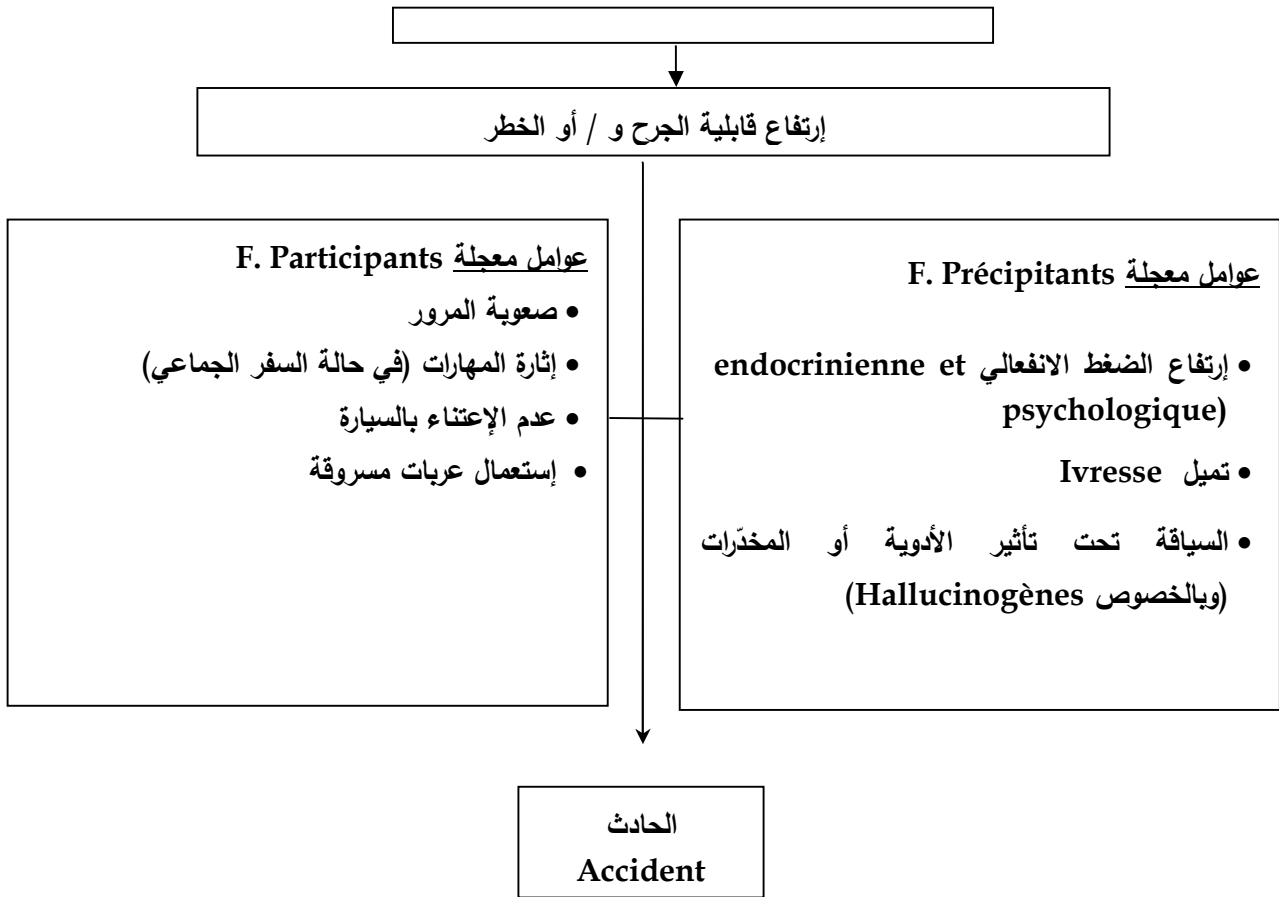 إرتفاع قابلية الجرح و / أو الخطر
عوامل معجلة F. Précipitants
• إرتفاع الضغط الانفعالي endocrinienne et
psychologique)
• تميل Ivresse
• السياقة تحت تأثير الأدوية أو المخدّرات
(وبالخصوص Hallucinogènes)
عوامل معجلة F. Participants
• صعوبة المرور
• إثارة المهارات (في حالة السفر الجماعي)
• عدم الإعتناء بالسيارة
• إستعمال عربات مسروقة
الحادث
Accident